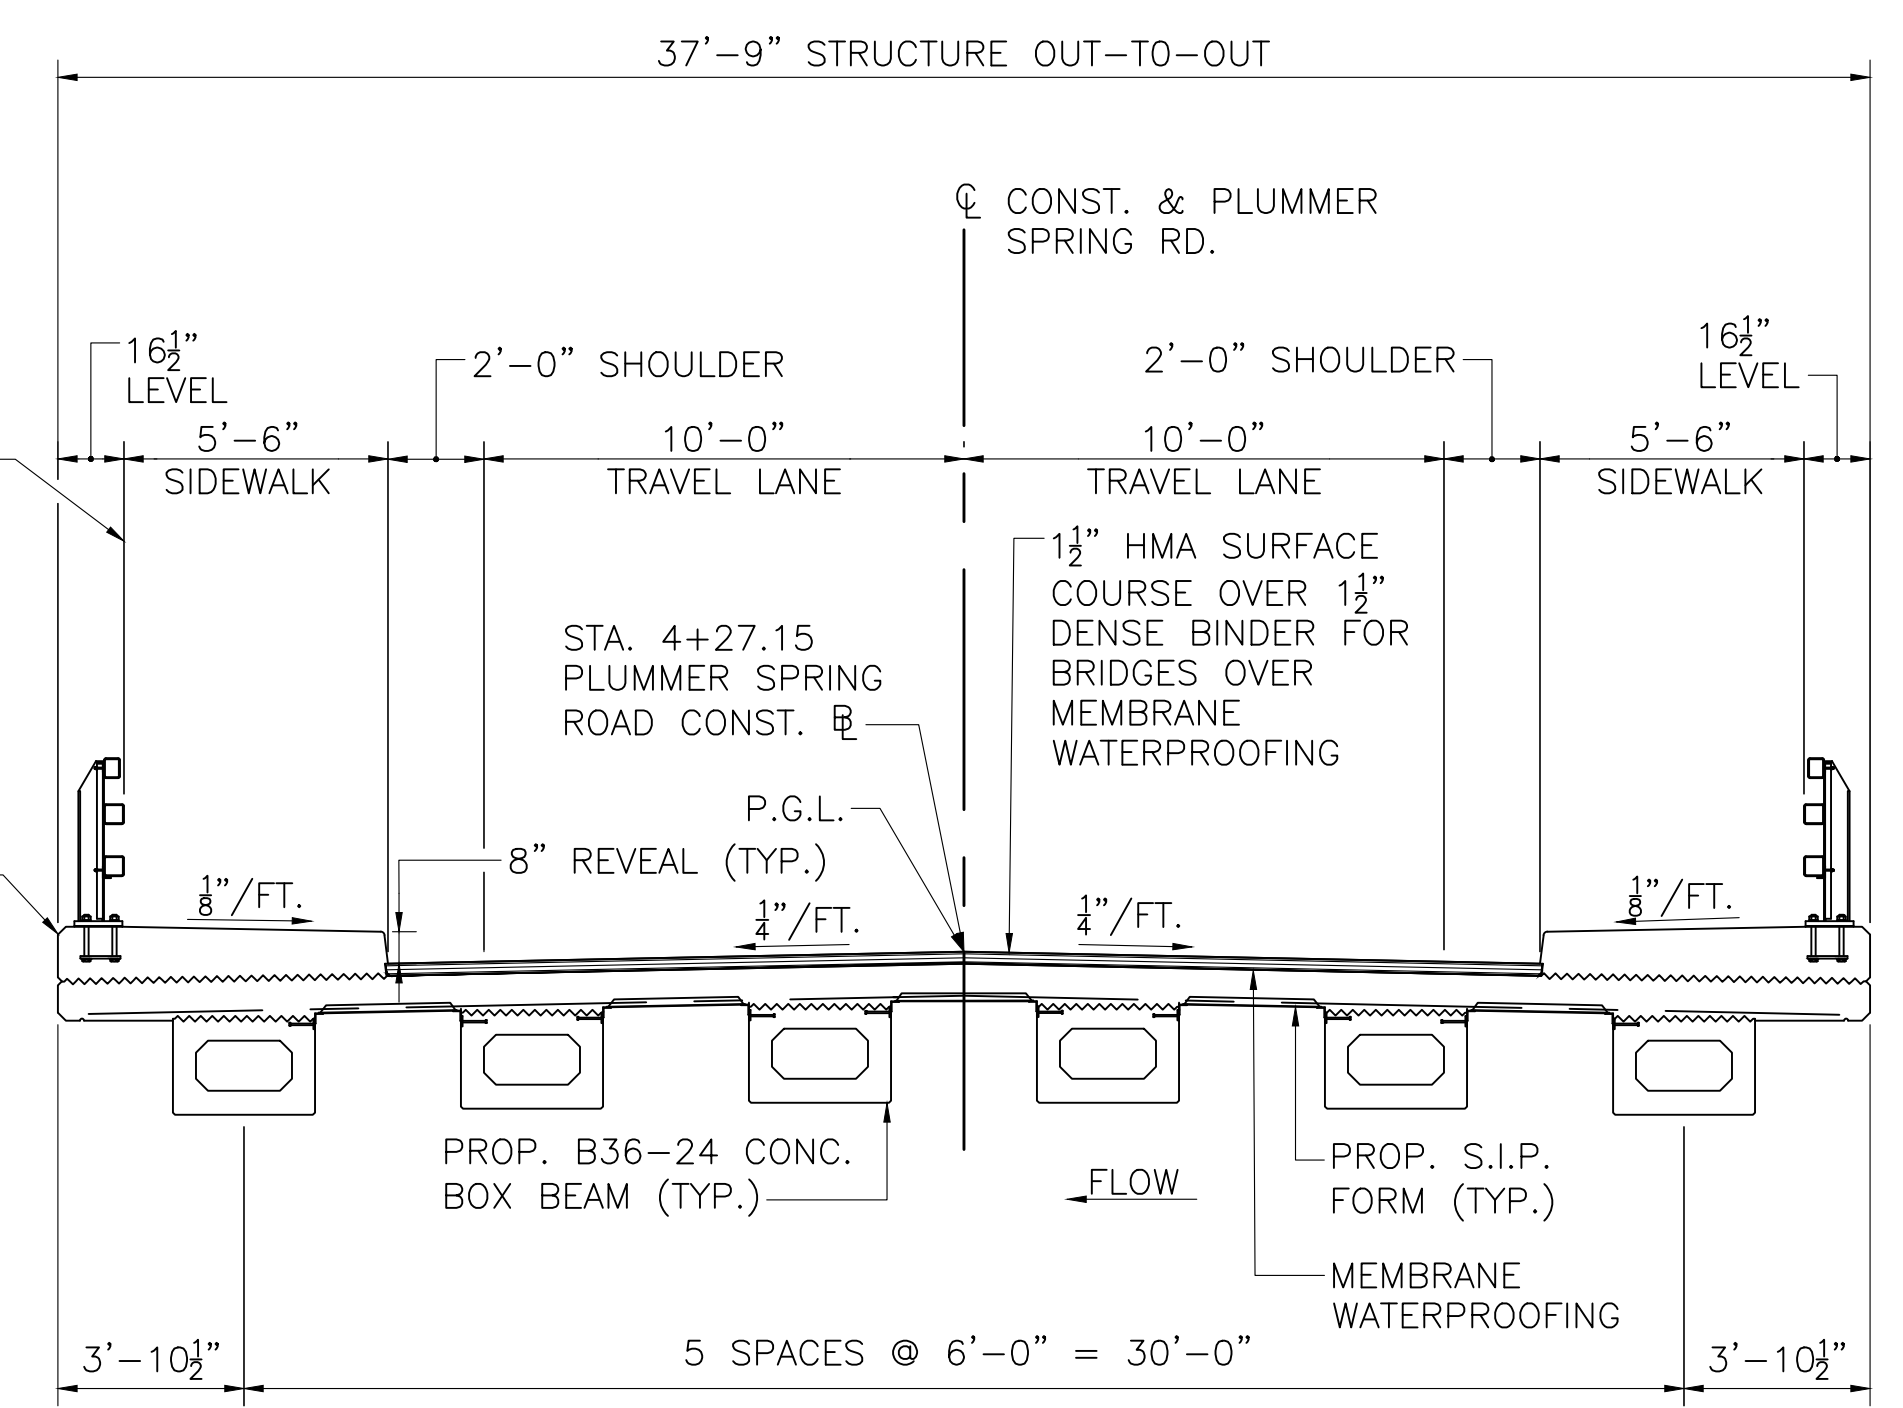 37'-9" STRUCTURE OUT-TO-OUT
℄ CONST. & PLUMMER
SPRING RD.
16½"
LEVEL
2'-0" SHOULDER
2'-0" SHOULDER
16½"
LEVEL
5'-6"
SIDEWALK
10'-0"
TRAVEL LANE
10'-0"
TRAVEL LANE
5'-6"
SIDEWALK
1½" HMA SURFACE
COURSE OVER 1½"
DENSE BINDER FOR
BRIDGES OVER
MEMBRANE
WATERPROOFING
STA. 4+27.15
PLUMMER SPRING
ROAD CONST. BL
P.G.L.
8" REVEAL (TYP.)
⅛"/FT.
¼"/FT.
¼"/FT.
⅛"/FT.
PROP. B36-24 CONC.
BOX BEAM (TYP.)
FLOW
PROP. S.I.P.
FORM (TYP.)
MEMBRANE
WATERPROOFING
3'-10½"
5 SPACES @ 6'-0" = 30'-0"
3'-10½"